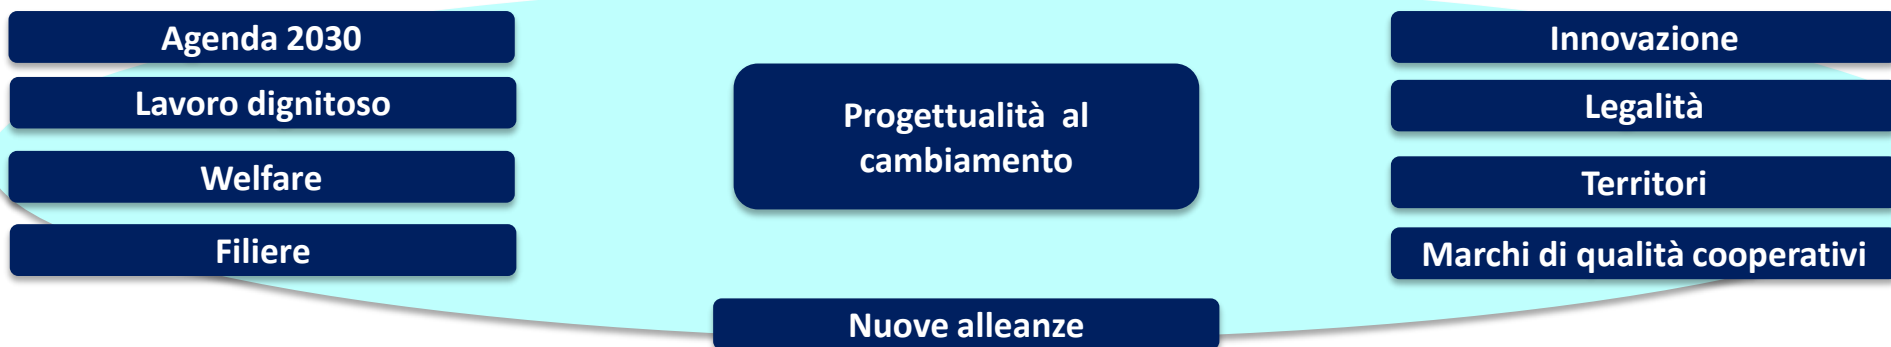 Agenda 2030
Lavoro dignitoso
Welfare
Filiere
Progettualità al
cambiamento
Nuove alleanze
Innovazione
Legalità
Territori
Marchi di qualità cooperativi